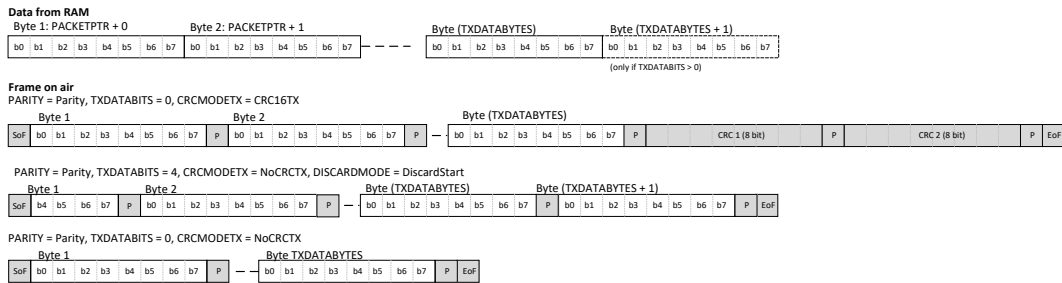 Data from RAM
Byte 1: PACKETPTR + 0 Byte 2: PACKETPTR + 1 Byte (TXDATABYTES) Byte (TXDATABYTES + 1)
b0 b1 b2 b3 b4 b5 b6 b7 b0 b1 b2 b3 b4 b5 b6 b7 b0 b1 b2 b3 b4 b5 b6 b7 b0 b1 b2 b3 b4 b5 b6 b7
(only if TXDATABITS > 0)
Frame on air
PARITY = Parity, TXDATABITS = 0, CRCMODETX = CRC16TX
Byte 1 Byte 2 Byte (TXDATABYTES)
SoF b0 b1 b2 b3 b4 b5 b6 b7 P b0 b1 b2 b3 b4 b5 b6 b7 P b0 b1 b2 b3 b4 b5 b6 b7 P CRC 1 (8 bit) P CRC 2 (8 bit) P EoF
PARITY = Parity, TXDATABITS = 4, CRCMODETX = NoCRCTX, DISCARDMODE = DiscardStart
Byte 1 Byte 2 Byte (TXDATABYTES) Byte (TXDATABYTES + 1)
SoF b4 b5 b6 b7 P b0 b1 b2 b3 b4 b5 b6 b7 P b0 b1 b2 b3 b4 b5 b6 b7 P b0 b1 b2 b3 b4 b5 b6 b7 P EoF
PARITY = Parity, TXDATABITS = 0, CRCMODETX = NoCRCTX
Byte 1 Byte TXDATABYTES
SoF b0 b1 b2 b3 b4 b5 b6 b7 P b0 b1 b2 b3 b4 b5 b6 b7 P EoF